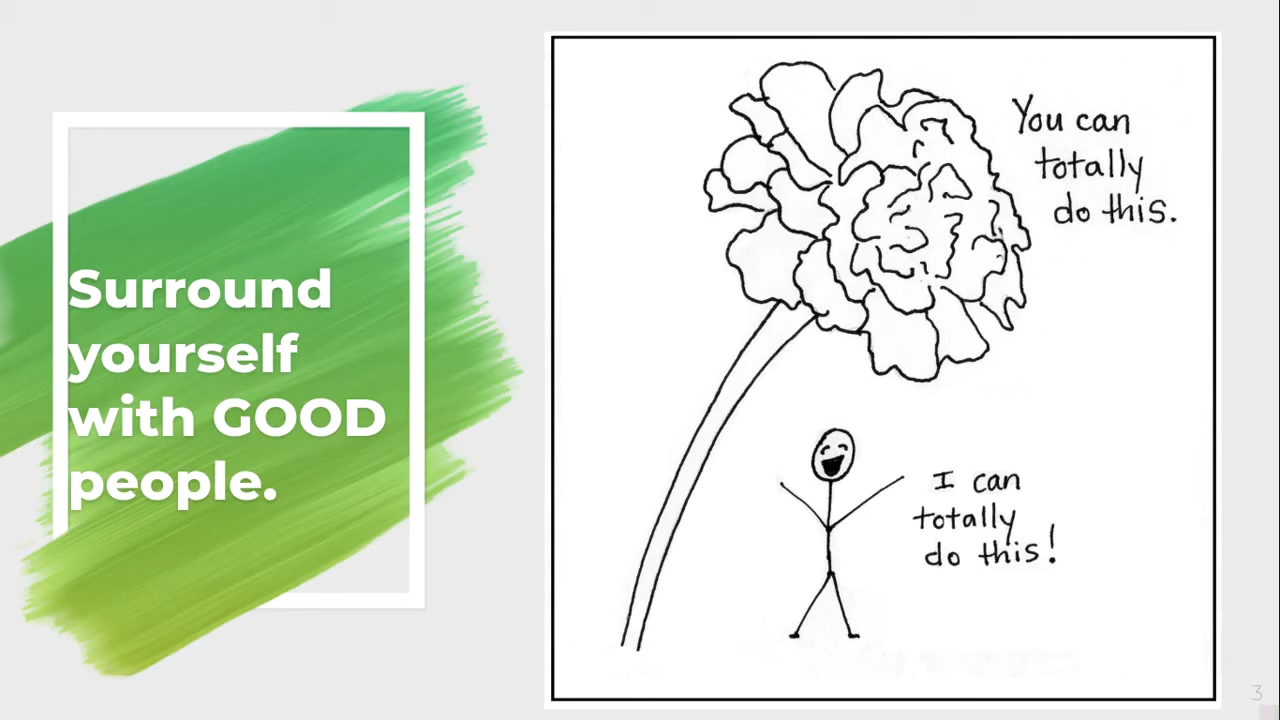 Surround
yourself
with GOOD
people.
You can
totally
do this.
I can
totally
do this!
3